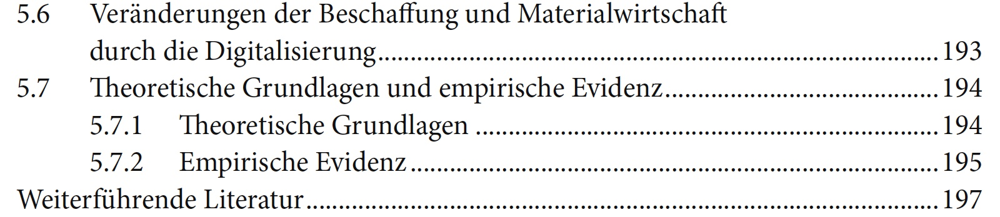 5.6 Veränderungen der Beschaffung und Materialwirtschaft
durch die Digitalisierung........................................................................................193
5.7 Theoretische Grundlagen und empirische Evidenz...........................................194
5.7.1 Theoretische Grundlagen ........................................................................194
5.7.2 Empirische Evidenz..................................................................................195
Weiterführende Literatur...................................................................................................197